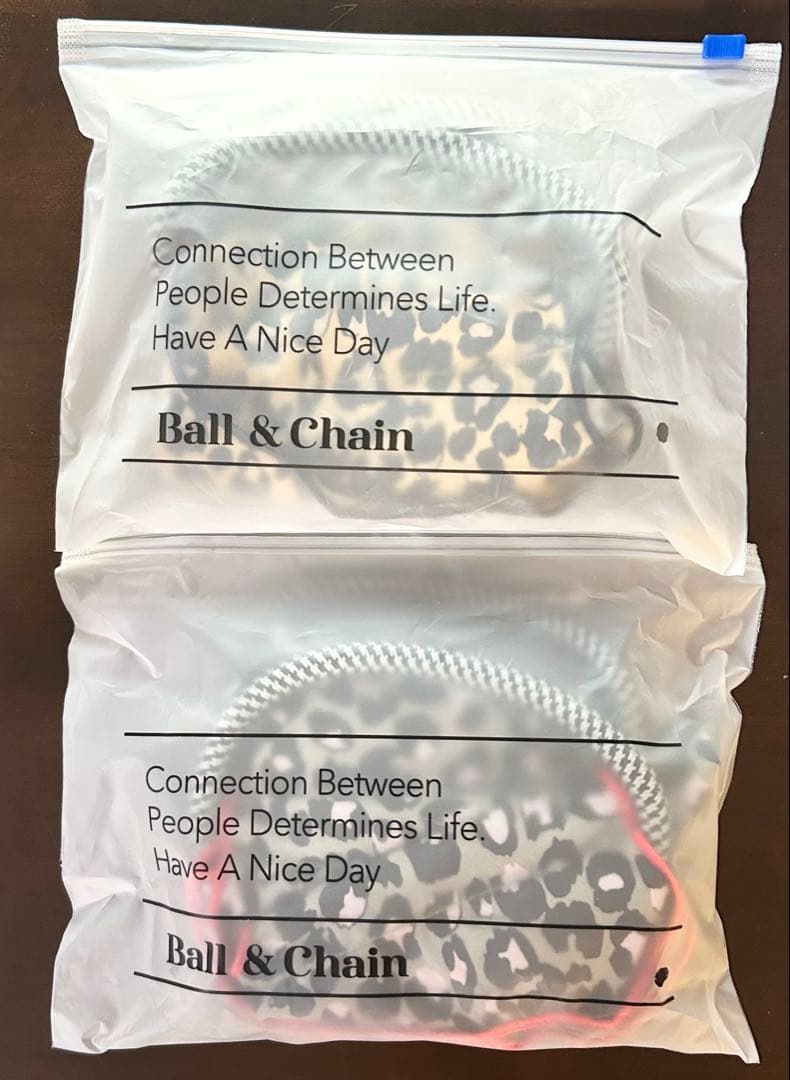 Connection Between
People Determines Life.
Have A Nice Day
Ball & Chain
Connection Between
People Determines Life.
Have A Nice Day
Ball & Chain